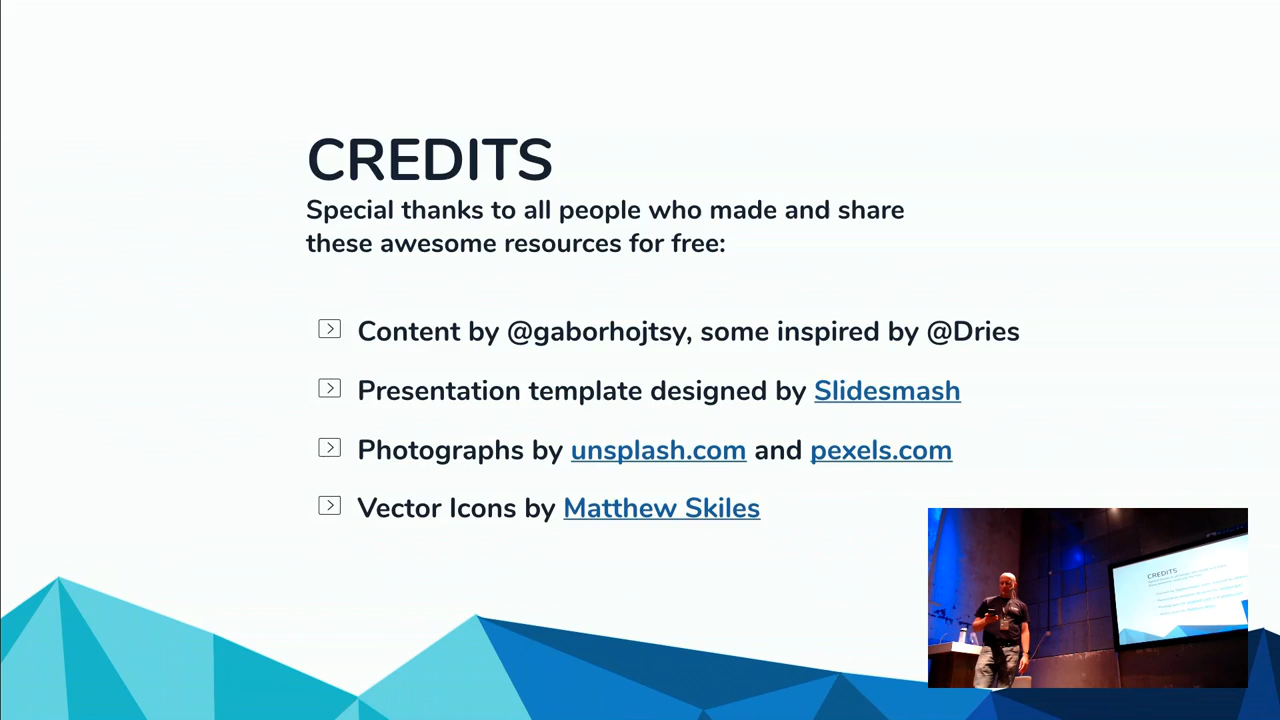 CREDITS
Special thanks to all people who made and share
these awesome resources for free:
Content by @gaborhojtsy, some inspired by @Dries
Presentation template designed by Slidesmash
Photographs by unsplash.com and pexels.com
Vector Icons by Matthew Skiles
CREDITS